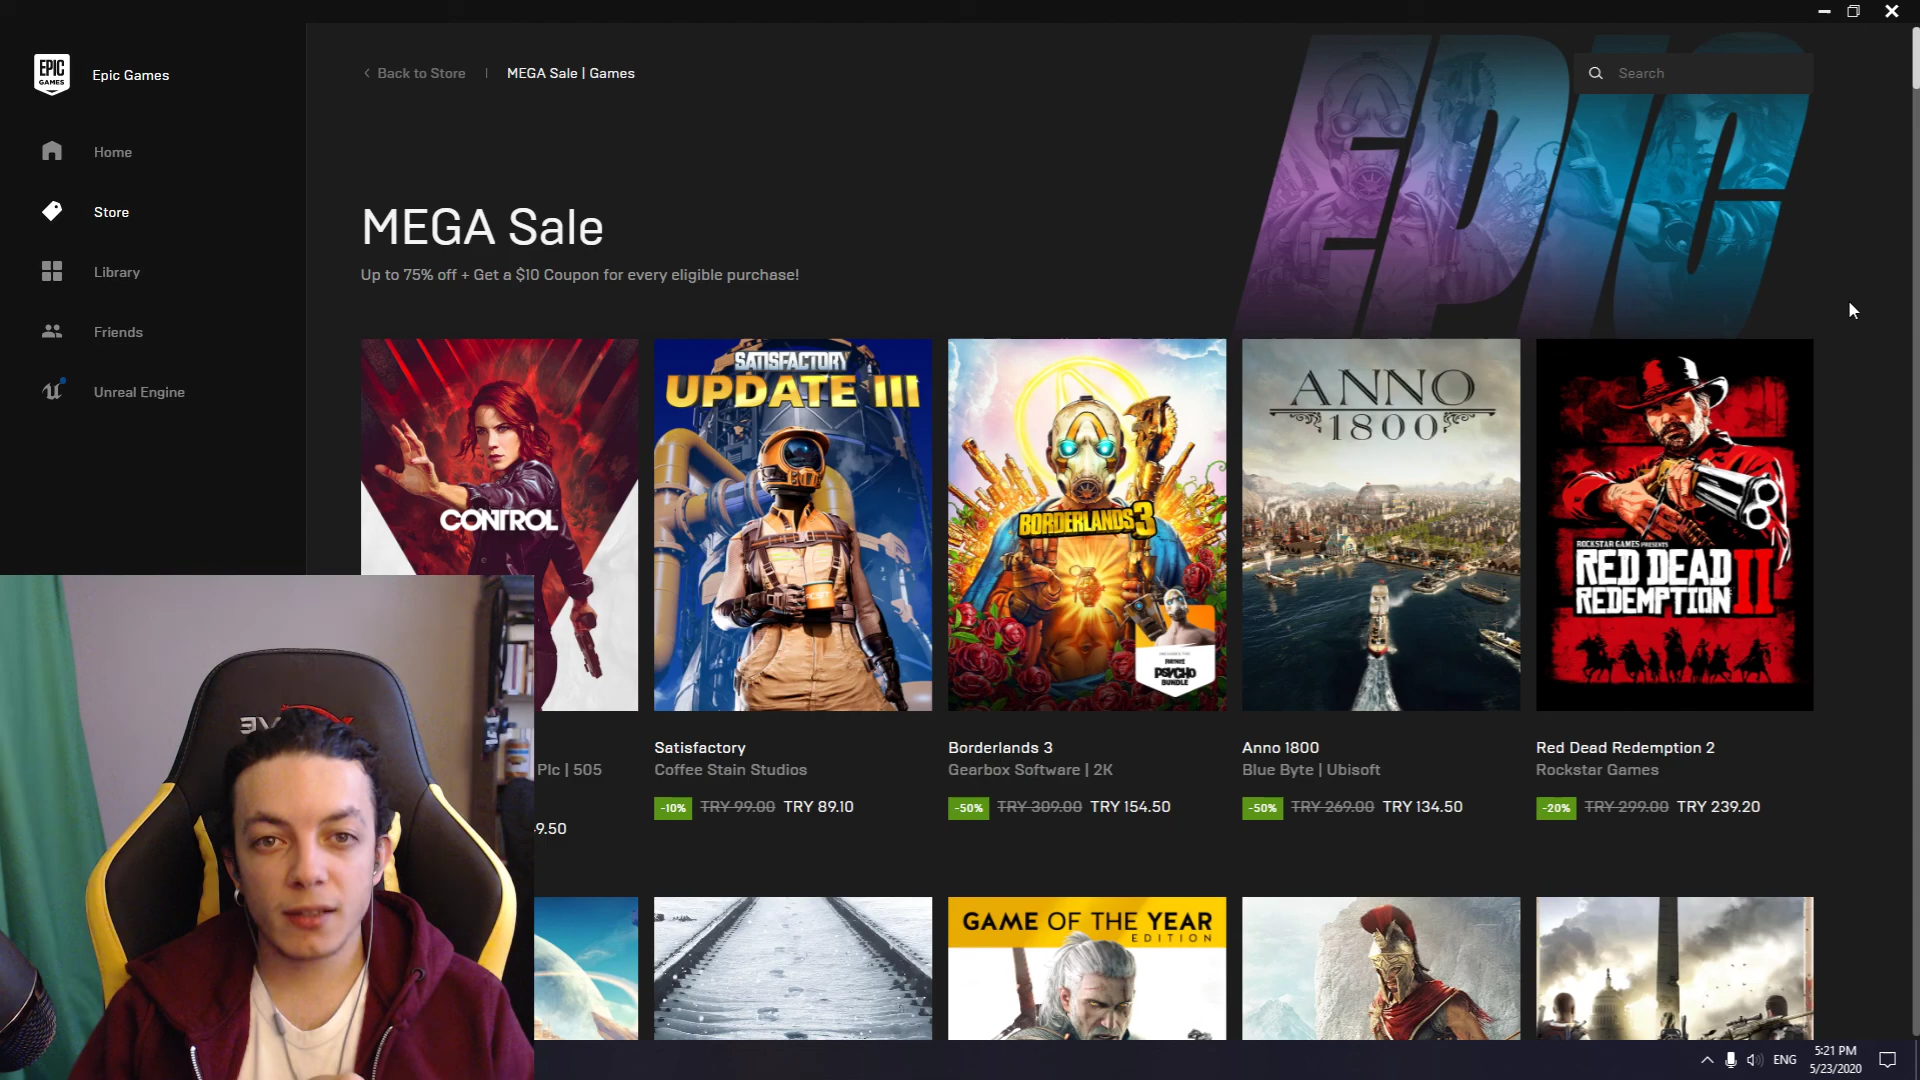 EPIC
GAMES
Epic Games
Home
Store
Library
Friends
Unreal Engine
Back to Store
MEGA Sale | Games
Search
EPIC
MEGA Sale
Up to 75% off + Get a $10 Coupon for every eligible purchase!
CONTROL
SATISFACTORY
UPDATE III
BORDERLANDS 3
PSYCHO
BUNDLE
ANNO
1800
ROCKSTAR GAMES PRESENTS
RED DEAD
REDEMPTION II
Plc | 505
9.50
Satisfactory
Coffee Stain Studios
-10% TRY 99.00 TRY 89.10
Borderlands 3
Gearbox Software | 2K
-50% TRY 309.00 TRY 154.50
Anno 1800
Blue Byte | Ubisoft
-50% TRY 269.00 TRY 134.50
Red Dead Redemption 2
Rockstar Games
-20% TRY 299.00 TRY 239.20
GAME OF THE YEAR
EDITION
ENG
5:21 PM
5/23/2020